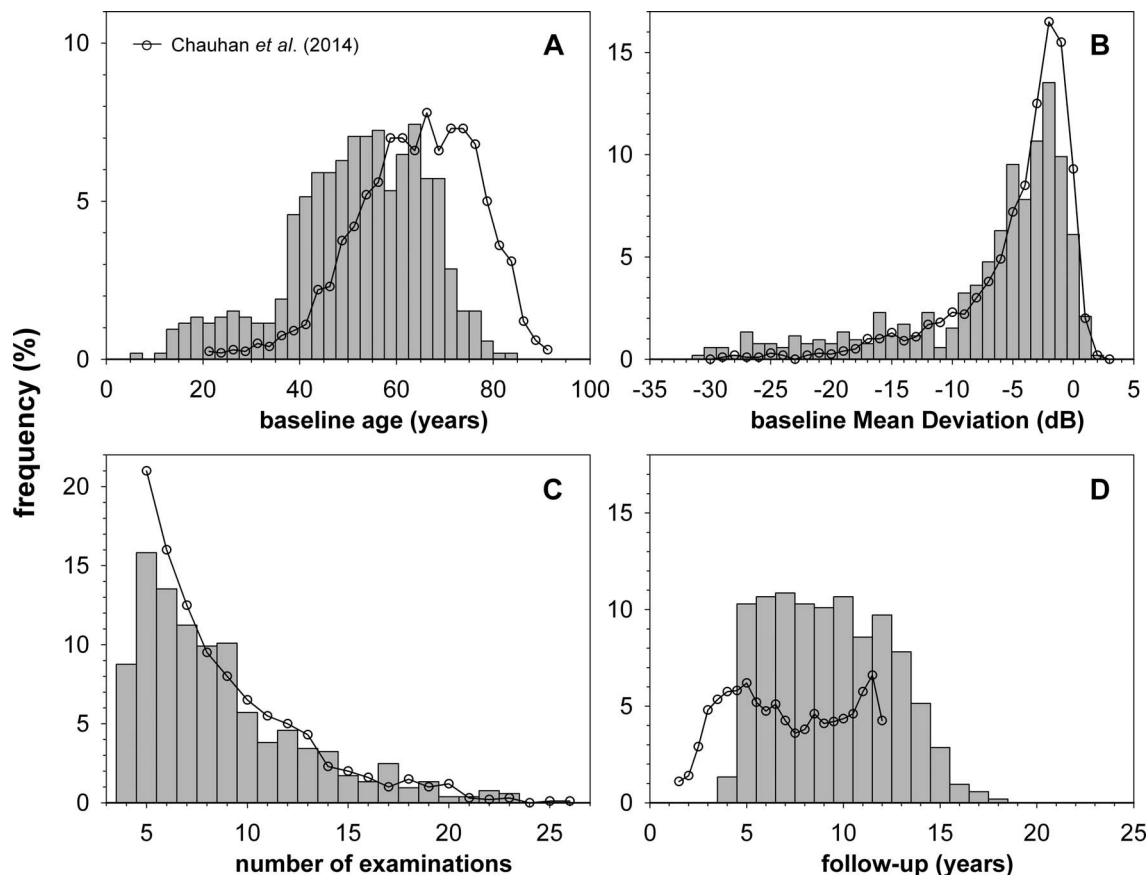 10
5
0
0 20 40 60 80 100
baseline age (years)
Chauhan et al. (2014)
A
15
10
5
0
-35 -30 -25 -20 -15 -10 -5 0 5
baseline Mean Deviation (dB)
B
frequency (%)
20
15
10
5
0
5 10 15 20 25
number of examinations
C
15
10
5
0
0 5 10 15 20 25
follow-up (years)
D